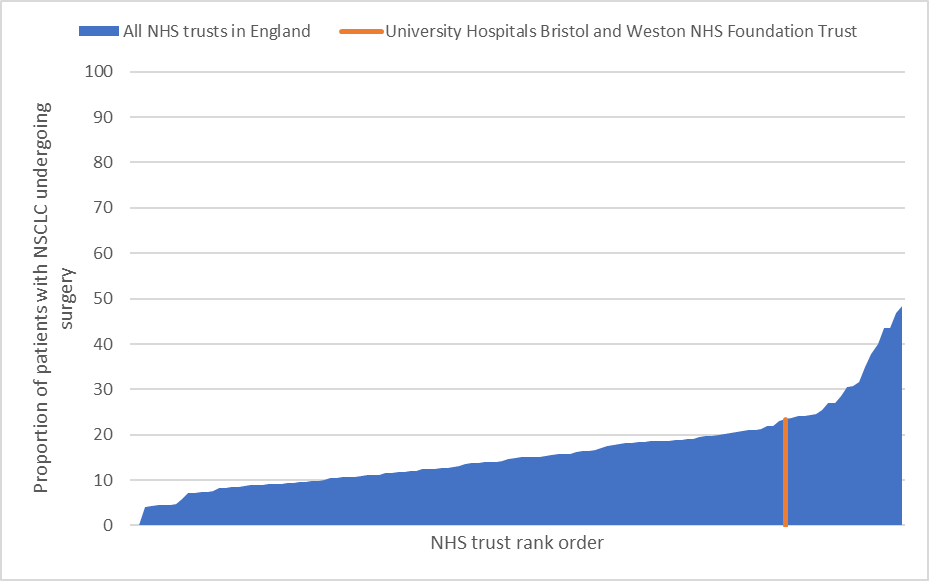 All NHS trusts in England
University Hospitals Bristol and Weston NHS Foundation Trust
Proportion of patients with NSCLC undergoing
surgery
100
90
80
70
60
50
40
30
20
10
0
NHS trust rank order